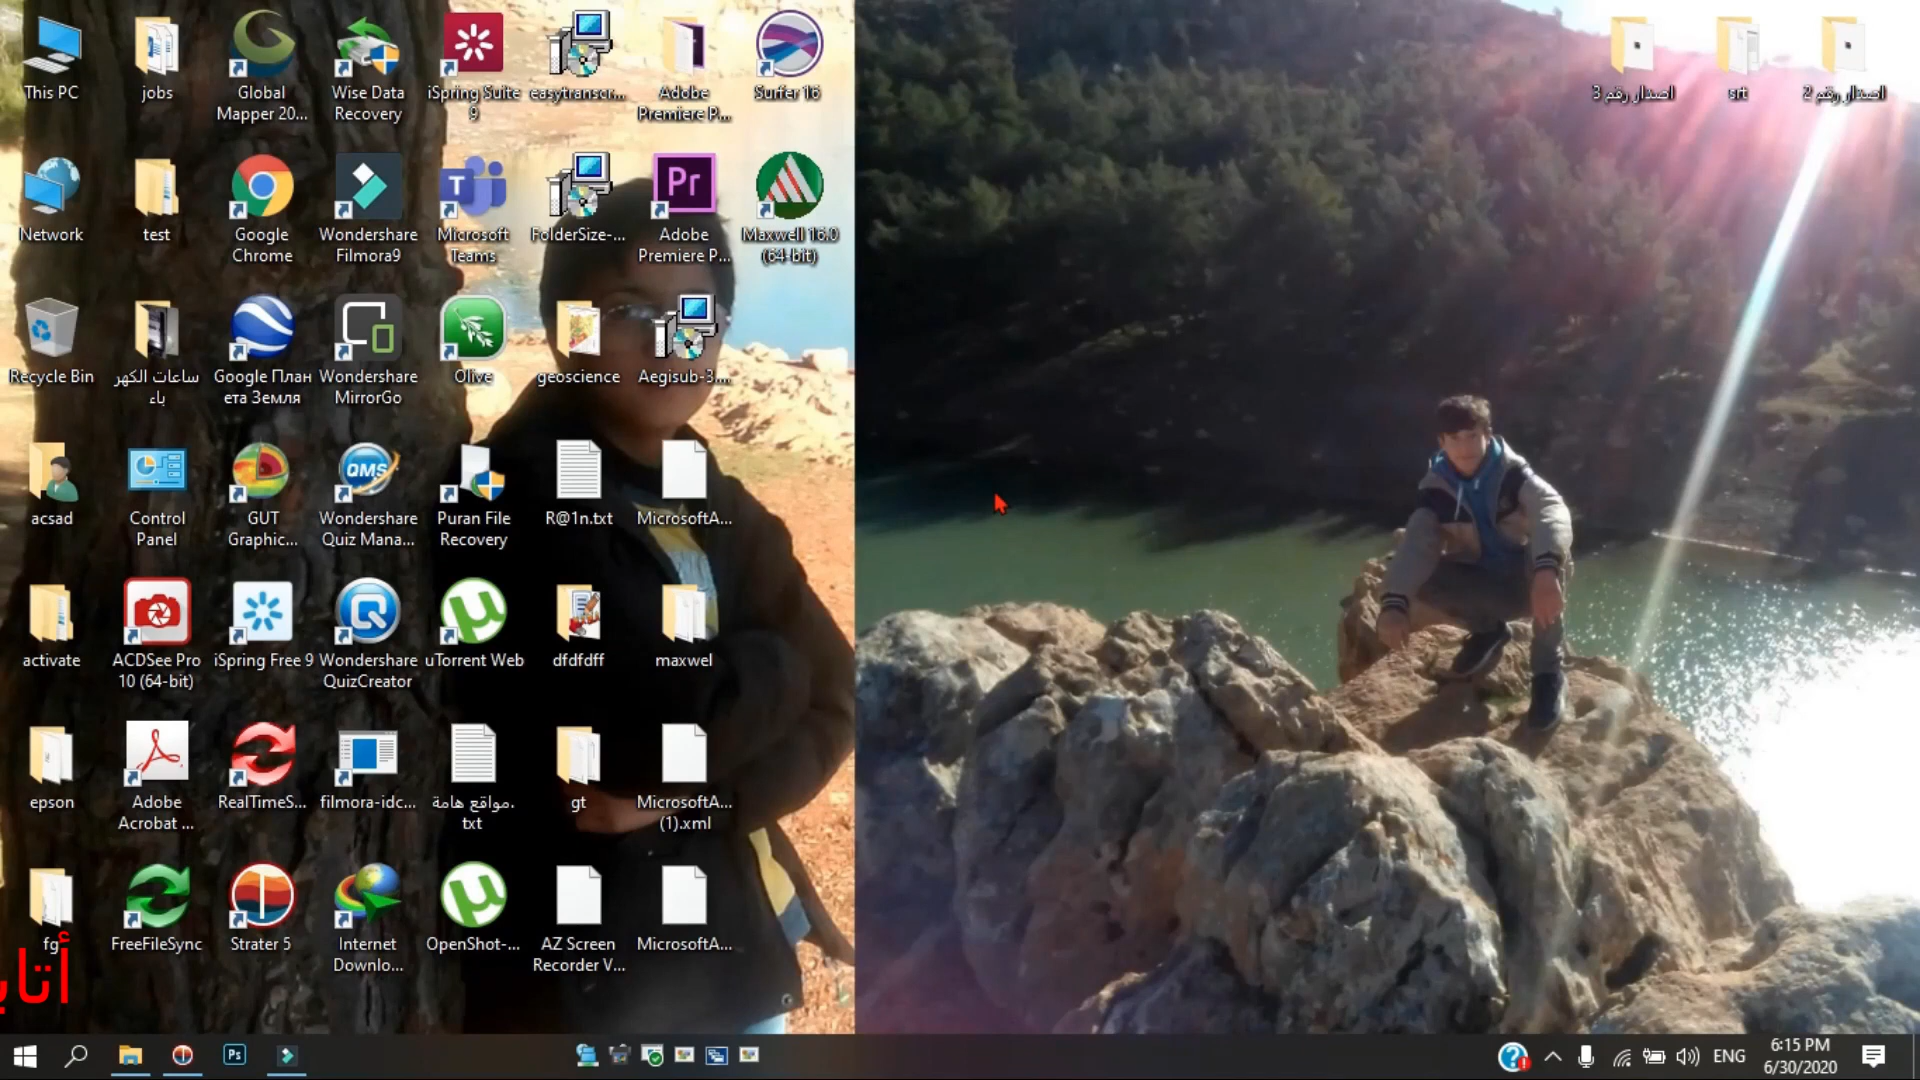 This PC
jobs
Global
Mapper 20...
Wise Data
Recovery
iSpring Suite
9
easytranscr...
Adobe
Premiere P...
Surfer 16
اصدار رقم 3
srt
اصدار رقم 2
Network
test
Google
Chrome
Wondershare
Filmora9
Microsoft
Teams
FolderSize-...
Adobe
Premiere P...
Maxwell 16.0
(64-bit)
Recycle Bin
ساعات الكهر
باء
Google План
ета Земля
Wondershare
MirrorGo
Olive
geoscience
Aegisub-3....
acsad
Control
Panel
GUT
Graphic...
Wondershare
Quiz Mana...
Puran File
Recovery
R@1n.txt
MicrosoftA...
activate
ACDSee Pro
10 (64-bit)
iSpring Free 9
Wondershare
QuizCreator
uTorrent Web
dfdfdff
maxwel
epson
Adobe
Acrobat ...
RealTimeS...
filmora-idc...
مواقع هامة.
txt
gt
MicrosoftA...
(1).xml
fg
FreeFileSync
Strater 5
Internet
Downlo...
OpenShot-...
AZ Screen
Recorder V...
MicrosoftA...
ENG
6:15 PM
6/30/2020